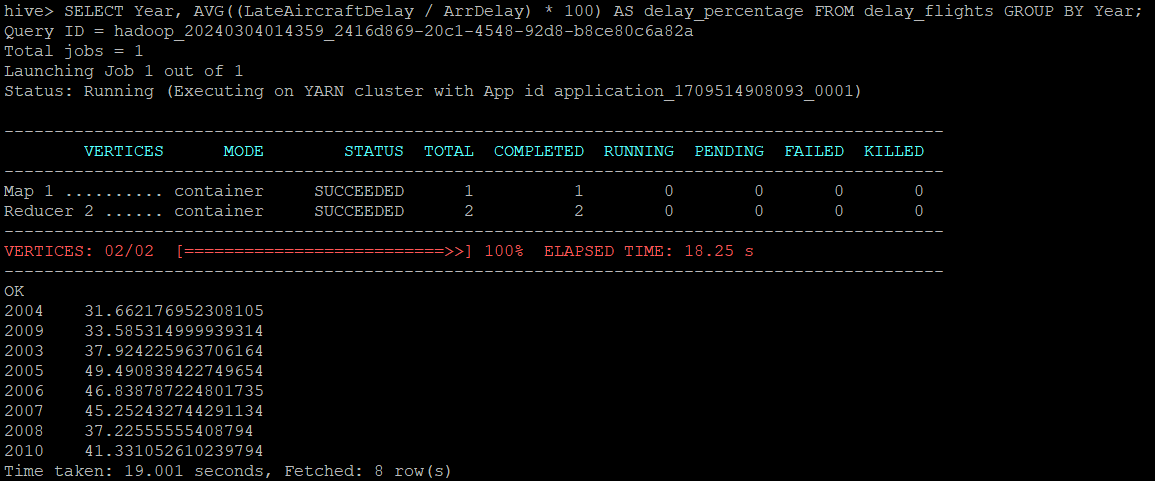 hive> SELECT Year, AVG((LateAircraftDelay / ArrDelay) * 100) AS delay_percentage FROM delay_flights GROUP BY Year;
Query ID = hadoop_20240304014359_2416d869-20c1-4548-92d8-b8ce80c6a82a
Total jobs = 1
Launching Job 1 out of 1
Status: Running (Executing on YARN cluster with App id application_1709514908093_0001)
----------------------------------------------------------------------------------------------
        VERTICES      MODE        STATUS  TOTAL  COMPLETED  RUNNING  PENDING  FAILED  KILLED
----------------------------------------------------------------------------------------------
Map 1 .......... container     SUCCEEDED      1          1        0        0       0       0
Reducer 2 ...... container     SUCCEEDED      2          2        0        0       0       0
----------------------------------------------------------------------------------------------
VERTICES: 02/02  [==========================>>] 100%  ELAPSED TIME: 18.25 s
----------------------------------------------------------------------------------------------
OK
2004    31.662176952308105
2009    33.585314999939314
2003    37.924225963706164
2005    49.490838422749654
2006    46.838787224801735
2007    45.252432744291134
2008    37.22555555408794
2010    41.331052610239794
Time taken: 19.001 seconds, Fetched: 8 row(s)